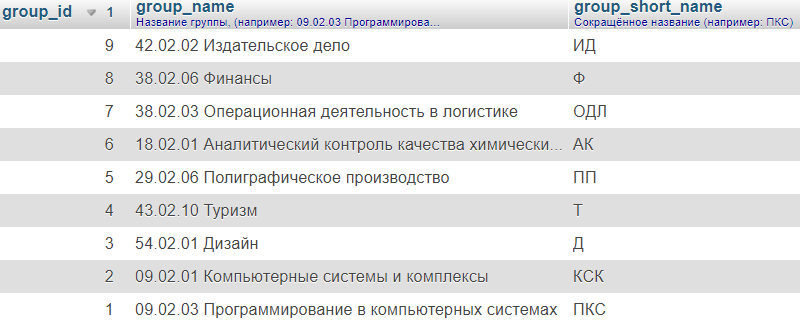 group_id 1 group_name group_short_name
Название группы, (например: 09.02.03 Программирова... Сокращённое название (например: ПКС)
9 42.02.02 Издательское дело ИД
8 38.02.06 Финансы Ф
7 38.02.03 Операционная деятельность в логистике ОДЛ
6 18.02.01 Аналитический контроль качества химически... АК
5 29.02.06 Полиграфическое производство ПП
4 43.02.10 Туризм Т
3 54.02.01 Дизайн Д
2 09.02.01 Компьютерные системы и комплексы КСК
1 09.02.03 Программирование в компьютерных системах ПКС